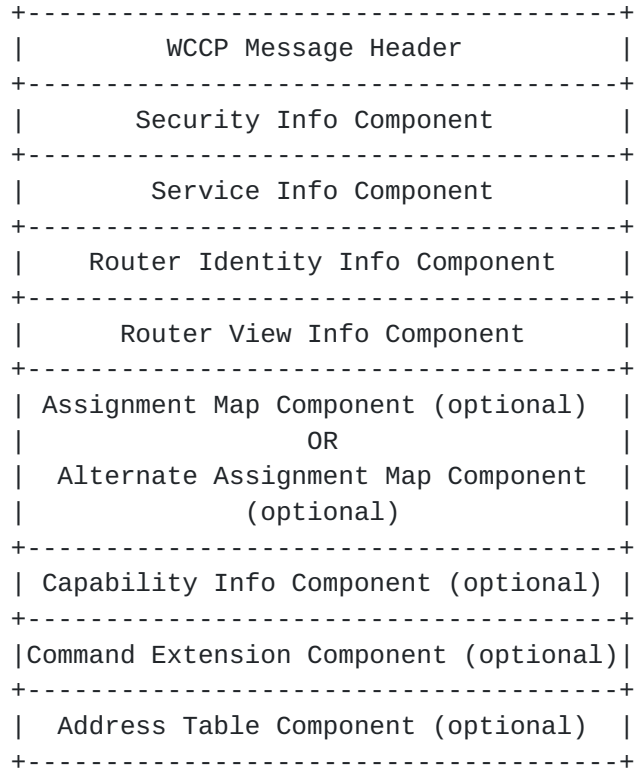 +--------------------------------------+
|         WCCP Message Header          |
+--------------------------------------+
|       Security Info Component        |
+--------------------------------------+
|        Service Info Component        |
+--------------------------------------+
|    Router Identity Info Component    |
+--------------------------------------+
|      Router View Info Component      |
+--------------------------------------+
| Assignment Map Component (optional)  |
|                  OR                  |
|  Alternate Assignment Map Component  |
|              (optional)              |
+--------------------------------------+
| Capability Info Component (optional) |
+--------------------------------------+
|Command Extension Component (optional)|
+--------------------------------------+
|  Address Table Component (optional)  |
+--------------------------------------+